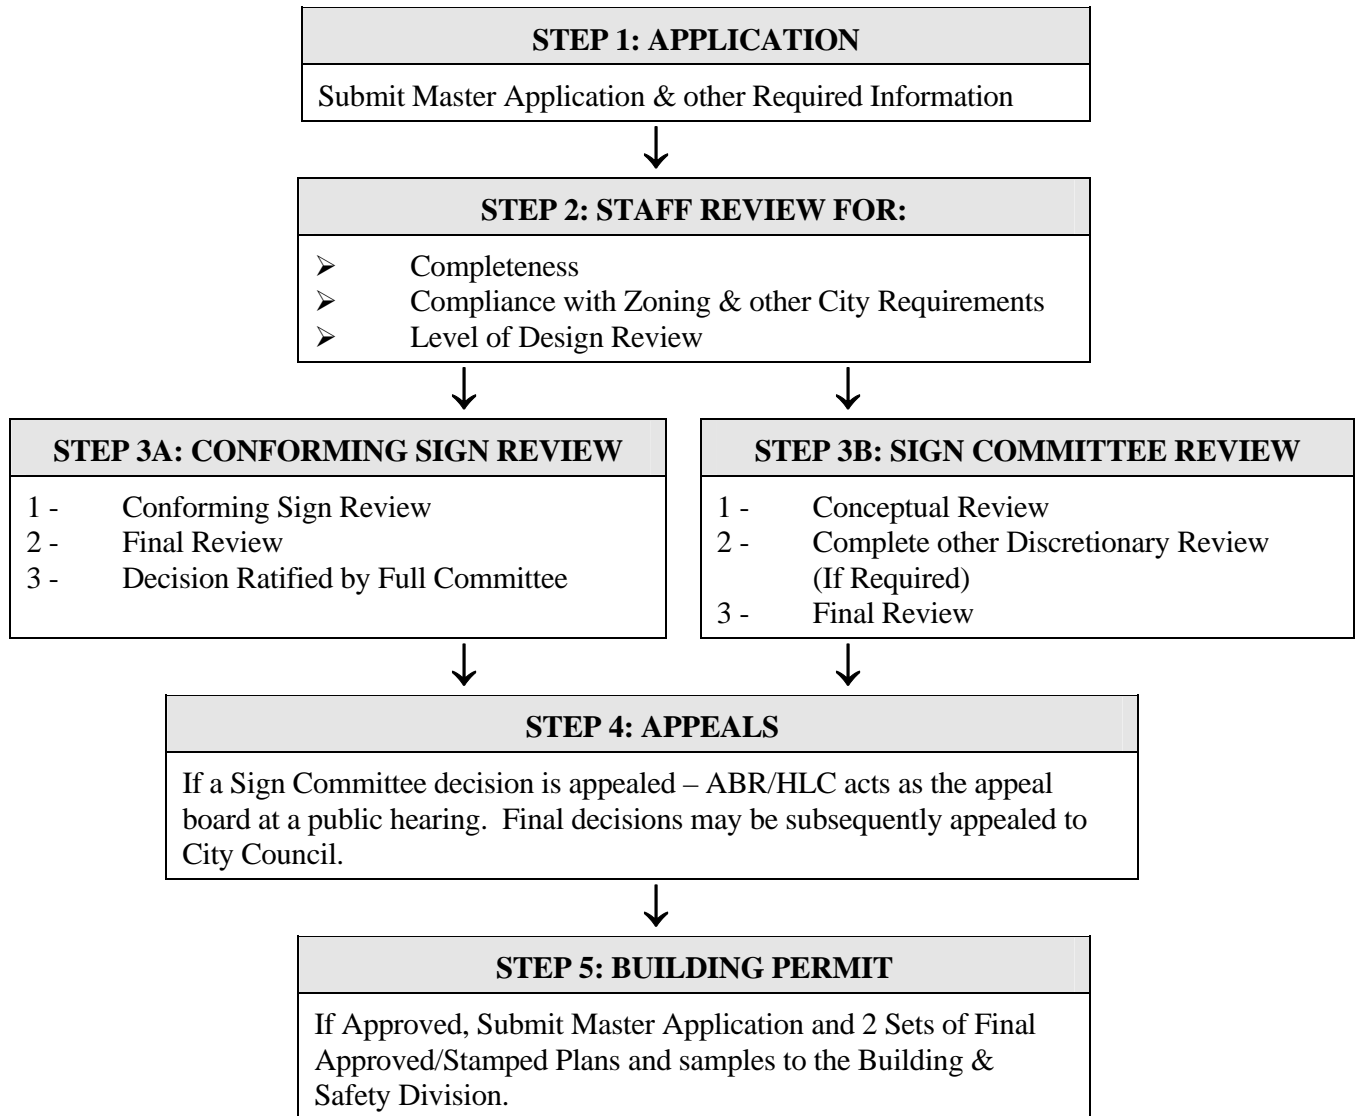 STEP 1: APPLICATION
Submit Master Application & other Required Information
STEP 2: STAFF REVIEW FOR:
➢ Completeness
➢ Compliance with Zoning & other City Requirements
➢ Level of Design Review
STEP 3A: CONFORMING SIGN REVIEW
1 - Conforming Sign Review
2 - Final Review
3 - Decision Ratified by Full Committee
STEP 3B: SIGN COMMITTEE REVIEW
1 - Conceptual Review
2 - Complete other Discretionary Review
(If Required)
3 - Final Review
STEP 4: APPEALS
If a Sign Committee decision is appealed – ABR/HLC acts as the appeal
board at a public hearing.  Final decisions may be subsequently appealed to
City Council.
STEP 5: BUILDING PERMIT
If Approved, Submit Master Application and 2 Sets of Final
Approved/Stamped Plans and samples to the Building &
Safety Division.